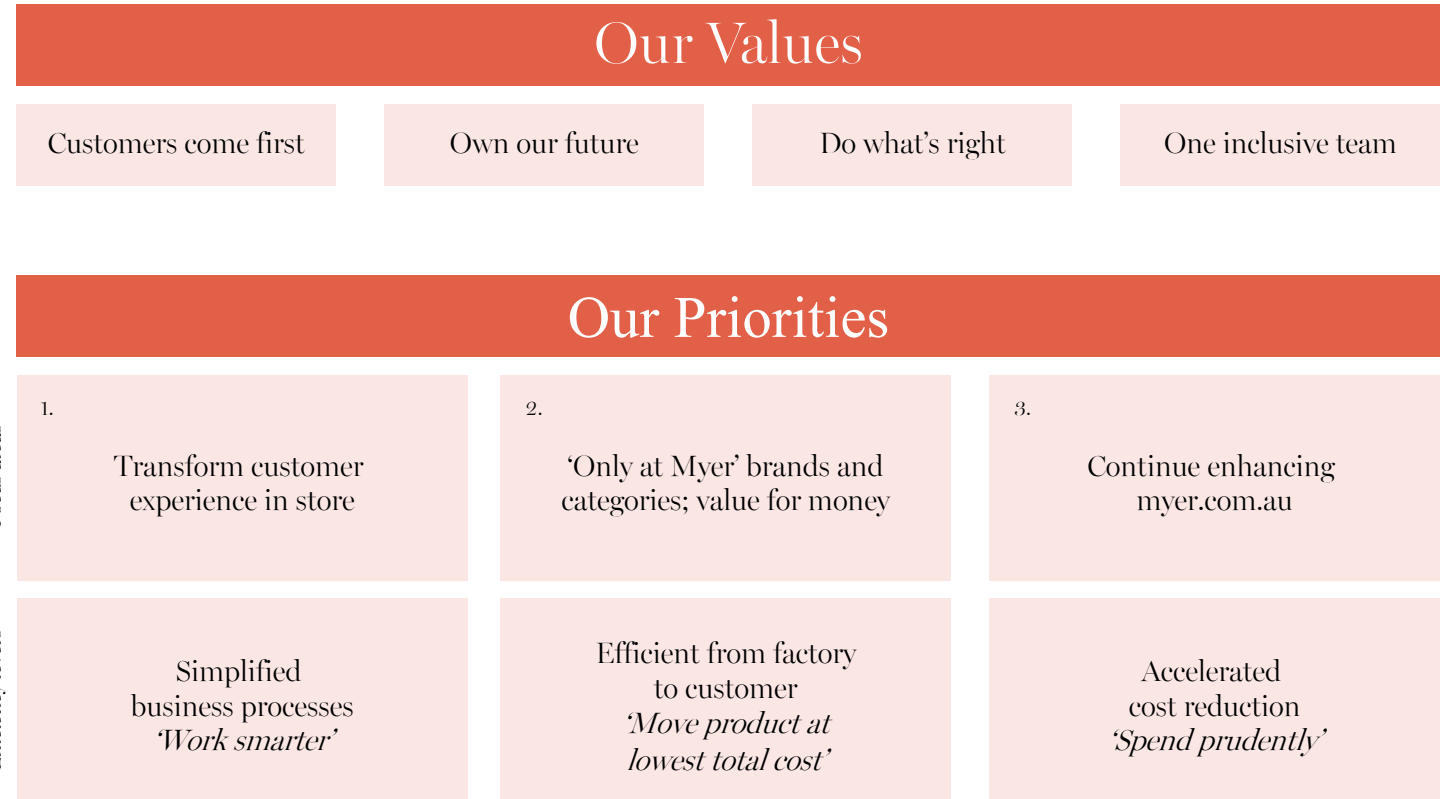 Our Values
Customers come first
Own our future
Do what’s right
One inclusive team
Our Priorities
1.
Transform customer
experience in store
2.
‘Only at Myer’ brands and
categories; value for money
3.
Continue enhancing
myer.com.au
Simplified
business processes
‘Work smarter’
Efficient from factory
to customer
‘Move product at
lowest total cost’
Accelerated
cost reduction
‘Spend prudently’